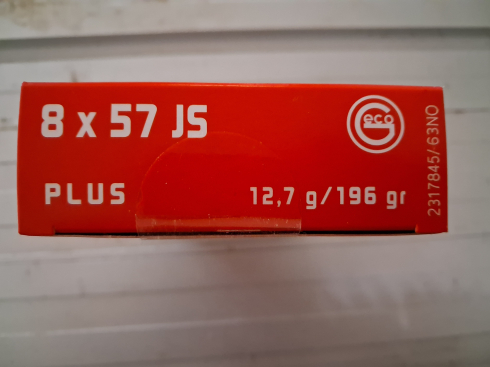 8 x 57 JS
Geco
PLUS
12,7 g/196 gr
2317845/63NO